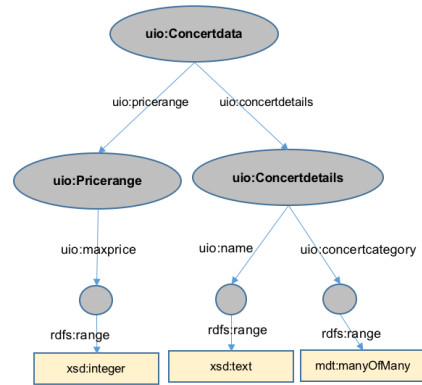 uio:Concertdata
uio:pricerange
uio:concertdetails
uio:Pricerange
uio:Concertdetails
uio:maxprice
uio:name
uio:concertcategory
rdfs:range
rdfs:range
rdfs:range
xsd:integer
xsd:text
mdt:manyOfMany